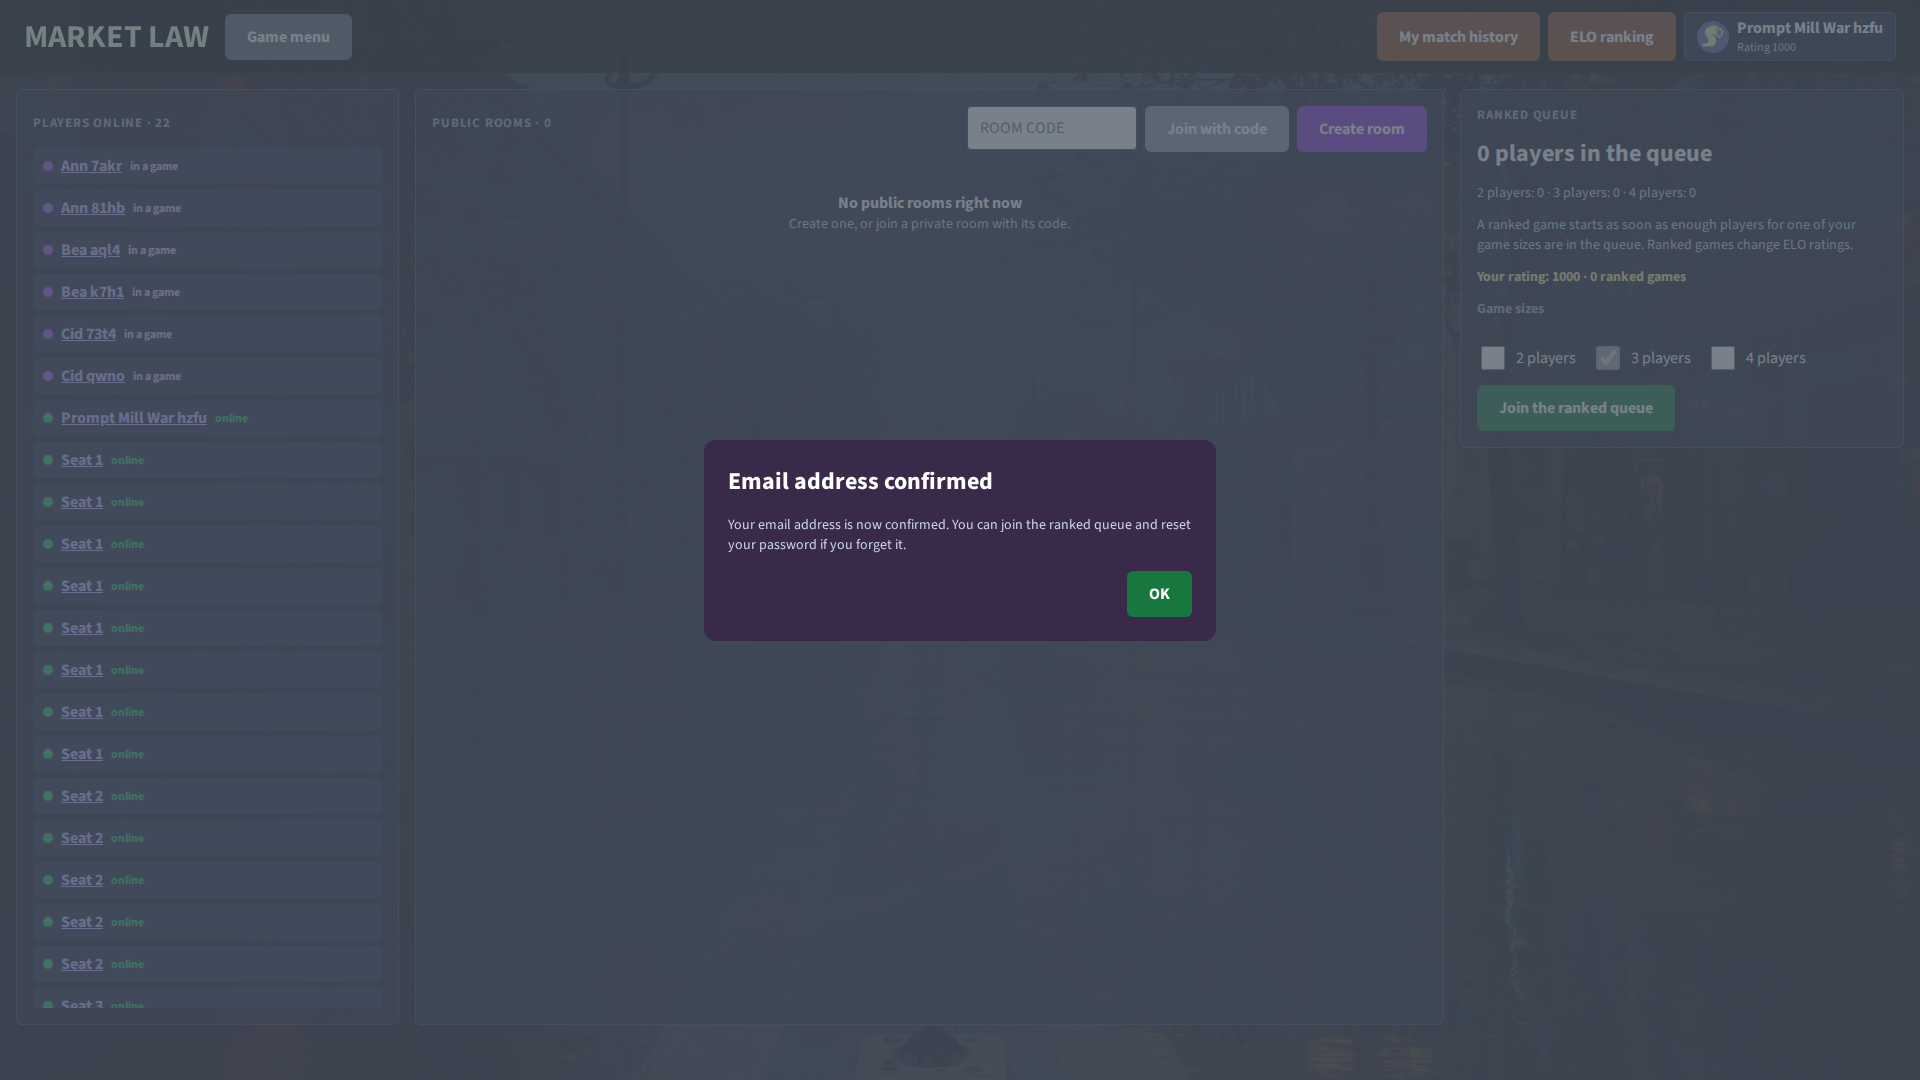 MARKET LAW
Game menu
My match history
ELO ranking
Prompt Mill War hzfu
Rating 1000
PLAYERS ONLINE · 22
Ann 7akr in a game
Ann 81hb in a game
Bea aql4 in a game
Bea k7h1 in a game
Cid 73t4 in a game
Cid qwno in a game
Prompt Mill War hzfu online
Seat 1 online
Seat 1 online
Seat 1 online
Seat 1 online
Seat 1 online
Seat 1 online
Seat 1 online
Seat 1 online
Seat 2 online
Seat 2 online
Seat 2 online
Seat 2 online
Seat 2 online
Seat 3 online
PUBLIC ROOMS · 0
ROOM CODE
Join with code
Create room
No public rooms right now
Create one, or join a private room with its code.
Email address confirmed
Your email address is now confirmed. You can join the ranked queue and reset
your password if you forget it.
OK
RANKED QUEUE
0 players in the queue
2 players: 0 · 3 players: 0 · 4 players: 0
A ranked game starts as soon as enough players for one of your
game sizes are in the queue. Ranked games change ELO ratings.
Your rating: 1000 · 0 ranked games
Game sizes
2 players
3 players
4 players
Join the ranked queue